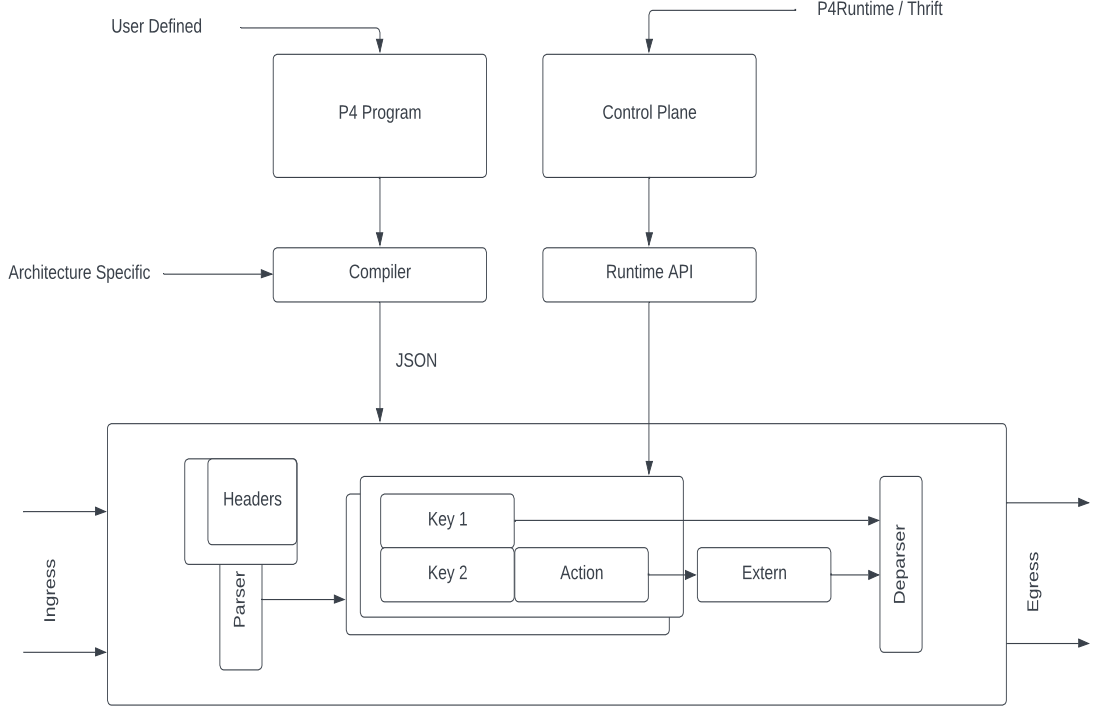 User Defined
P4Runtime / Thrift
P4 Program
Control Plane
Architecture Specific
Compiler
Runtime API
JSON
Headers
Parser
Key 1
Key 2
Action
Extern
Deparser
Ingress
Egress